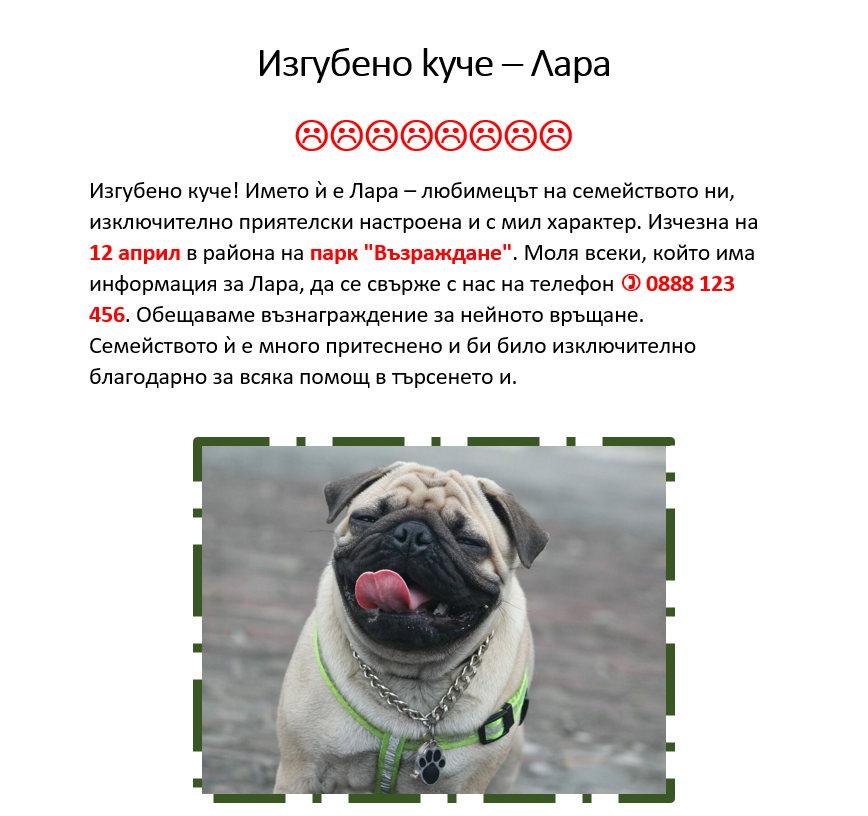 Изгубено куче – Лара
☹☹☹☹☹☹☹☹
Изгубено куче! Името ѝ е Лара – любимецът на семейството ни,
изключително приятелски настроена и с мил характер. Изчезна на
12 април в района на парк "Възраждане". Моля всеки, който има
информация за Лара, да се свърже с нас на телефон ✆ 0888 123
456. Обещаваме възнаграждение за нейното връщане.
Семейството ѝ е много притеснено и би било изключително
благодарно за всяка помощ в търсенето и.